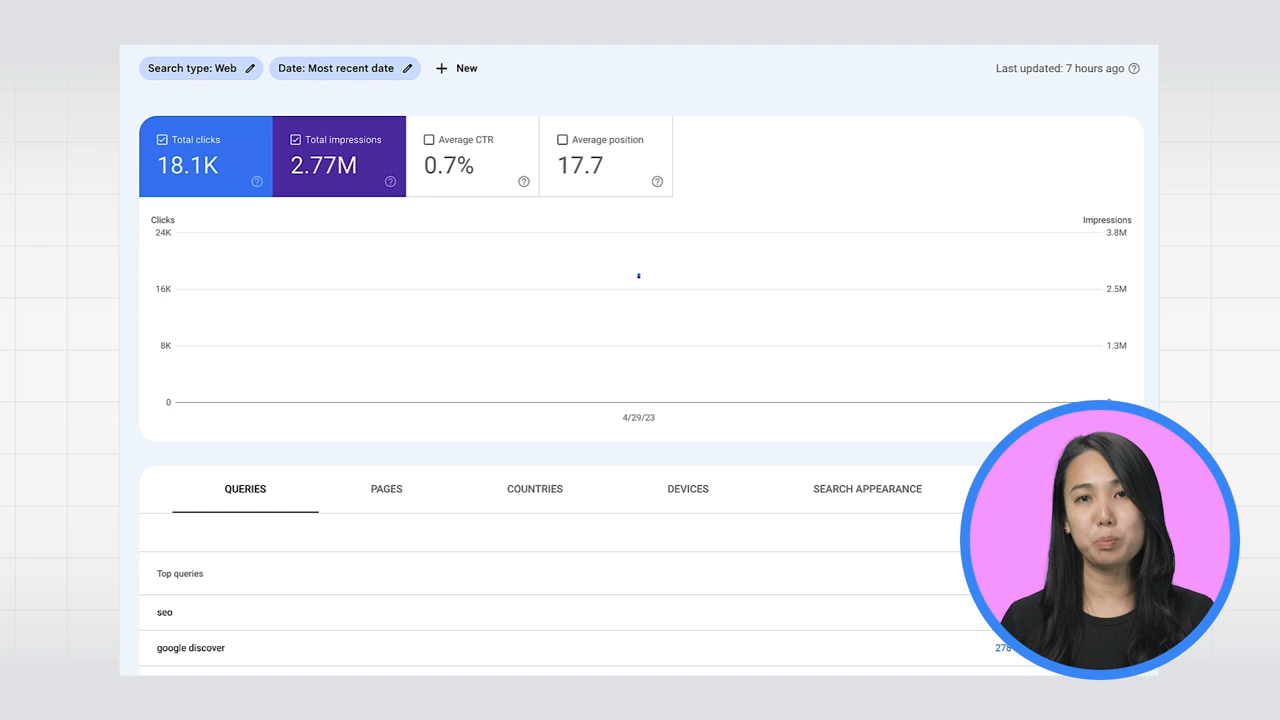 Search type: Web
Date: Most recent date
+ New
Last updated: 7 hours ago
Total clicks
18.1K
Total impressions
2.77M
Average CTR
0.7%
Average position
17.7
Clicks
Impressions
24K
3.8M
16K
2.5M
8K
1.3M
0
4/29/23
QUERIES
PAGES
COUNTRIES
DEVICES
SEARCH APPEARANCE
Top queries
seo
google discover
278